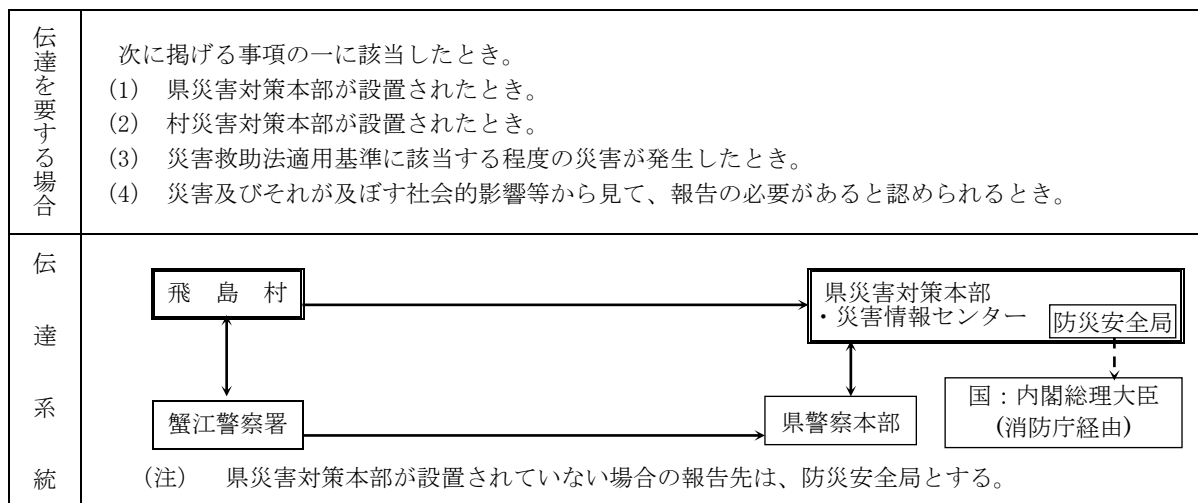 伝達を要する場合
次に掲げる事項の一に該当したとき。
(1) 県災害対策本部が設置されたとき。
(2) 村災害対策本部が設置されたとき。
(3) 災害救助法適用基準に該当する程度の災害が発生したとき。
(4) 災害及びそれが及ぼす社会的影響等から見て、報告の必要があると認められるとき。
伝達系統
飛島村
県災害対策本部
・災害情報センター
防災安全局
蟹江警察署
県警察本部
国：内閣総理大臣
(消防庁経由)
(注) 県災害対策本部が設置されていない場合の報告先は、防災安全局とする。